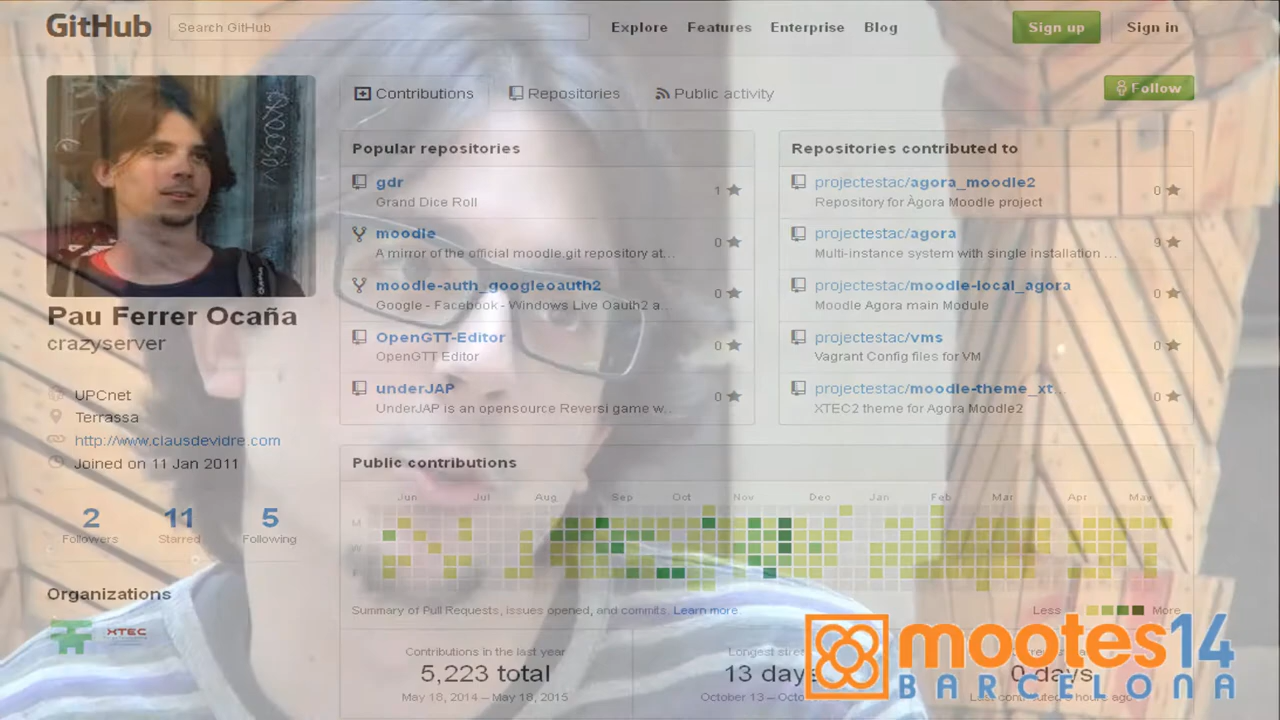 GitHub
Search GitHub
Explore Features Enterprise Blog
Sign up Sign in
Contributions Repositories Public activity
Follow
Popular repositories
gdr
Grand Dice Roll
1
moodle
A mirror of the official moodle.git repository at...
0
moodle-auth_googleoauth2
Google - Facebook - Windows Live Oauth2 a...
0
OpenGTT-Editor
OpenGTT Editor
0
underJAP
UnderJAP is an opensource Reversi game w...
0
Repositories contributed to
projectestac/agora_moodle2
Repository for Àgora Moodle project
0
projectestac/agora
Multi-instance system with single installation ...
9
projectestac/moodle-local_agora
Moodle Agora main Module
0
projectestac/vms
Vagrant Config files for VM
0
projectestac/moodle-theme_xt...
XTEC2 theme for Agora Moodle2
0
Pau Ferrer Ocaña
crazyserver
UPCnet
Terrassa
http://www.clausdevidre.com
Joined on 11 Jan 2011
2 11 5
Followers Starred Following
Organizations
XTEC
Public contributions
Jun Jul Aug Sep Oct Nov Dec Jan Feb Mar Apr May
M
W
F
Summary of Pull Requests, issues opened, and commits. Learn more.
Less More
Contributions in the last year
5,223 total
May 18, 2014 – May 18, 2015
Longest
13 days
October 13 –
0 days
Last contributed hours ago
mootes14
BARCELONA